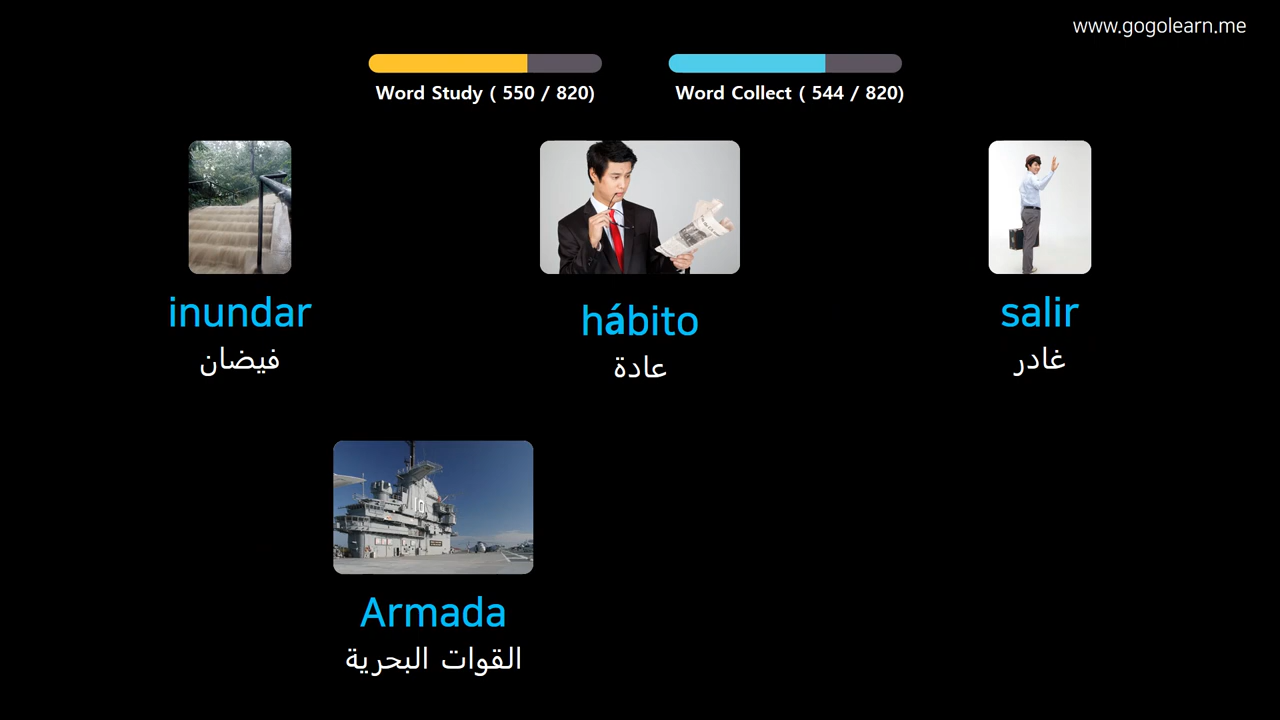 www.gogolearn.me
Word Study ( 550 / 820)
Word Collect ( 544 / 820)
inundar
فيضان
hábito
عادة
salir
غادر
10
Armada
القوات البحرية